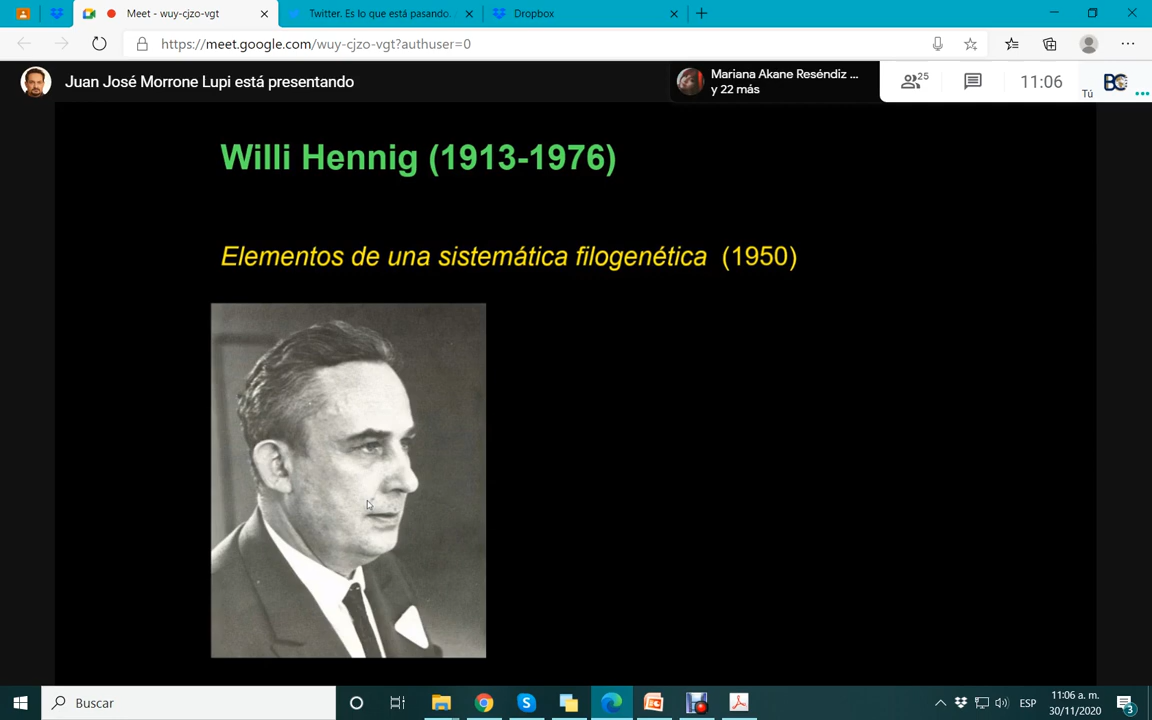 Meet - wuy-cjzo-vgt
Twitter. Es lo que está pasando.
Dropbox
https://meet.google.com/wuy-cjzo-vgt?authuser=0
Juan José Morrone Lupi está presentando
Mariana Akane Reséndiz ...
y 22 más
25
11:06
Tú
BC
Willi Hennig (1913-1976)
Elementos de una sistemática filogenética (1950)
Buscar
ESP
11:06 a. m.
30/11/2020
3